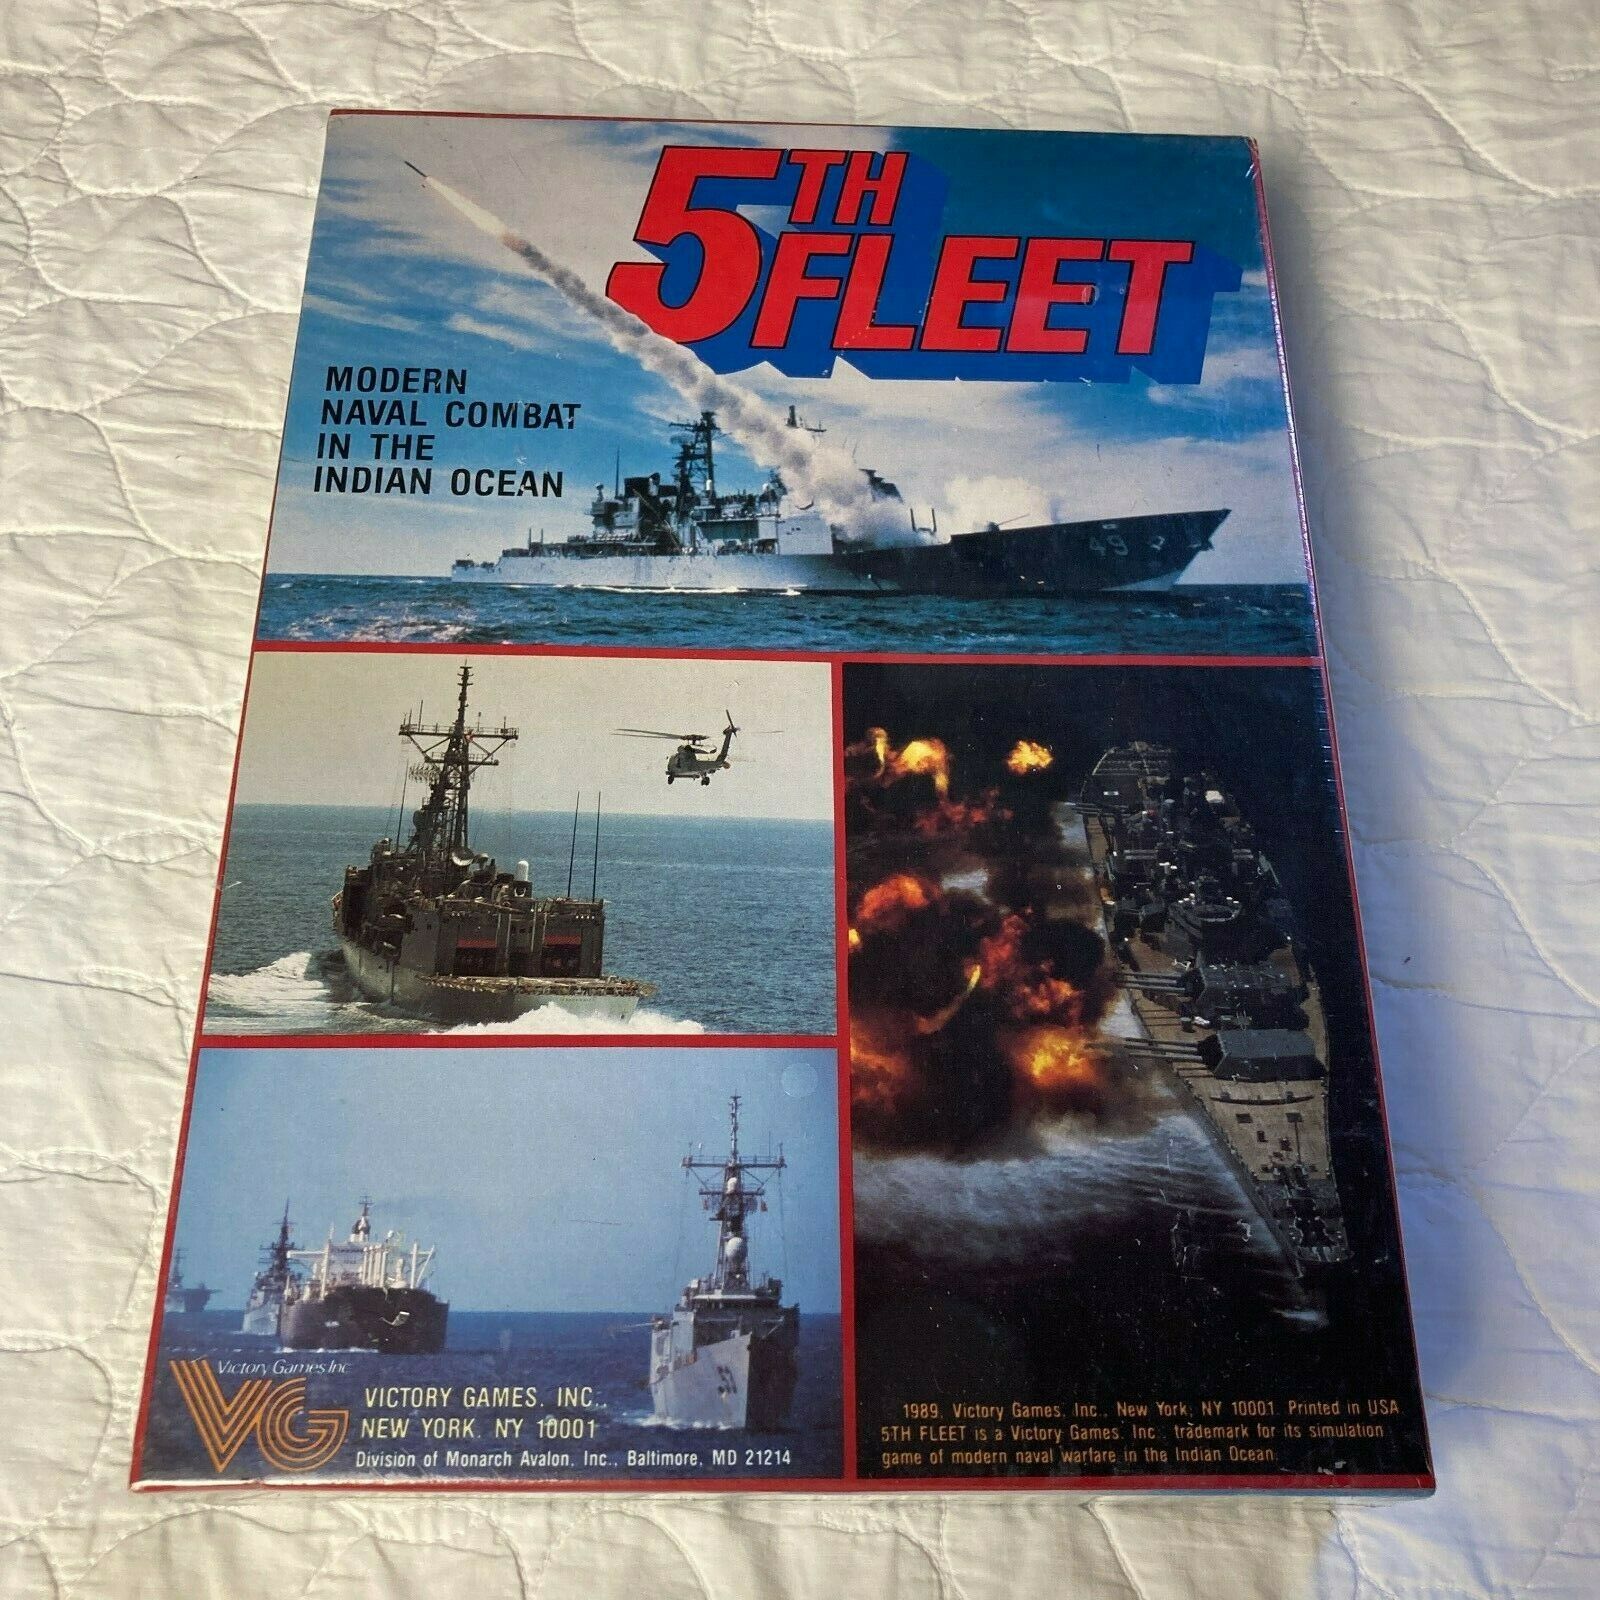 5TH
FLEET
MODERN
NAVAL COMBAT
IN THE
INDIAN OCEAN
49
Victory Games Inc
VG
VICTORY GAMES, INC.,
NEW YORK, NY 10001
Division of Monarch Avalon, Inc., Baltimore, MD 21214
1989, Victory Games, Inc., New York, NY 10001. Printed in USA.
5TH FLEET is a Victory Games, Inc., trademark for its simulation
game of modern naval warfare in the Indian Ocean.